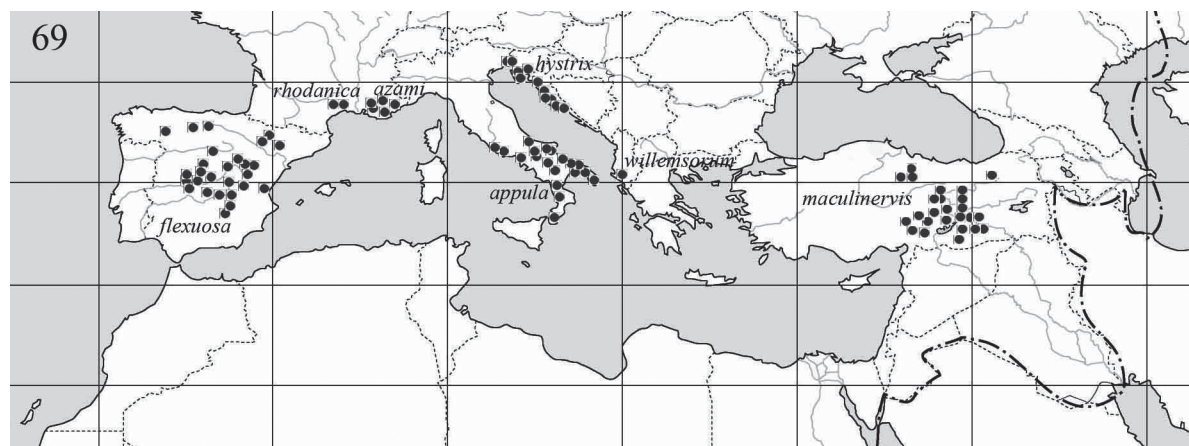 69
hystrix
rhodanica azami
willemsorum
appula
maculinervis
flexuosa